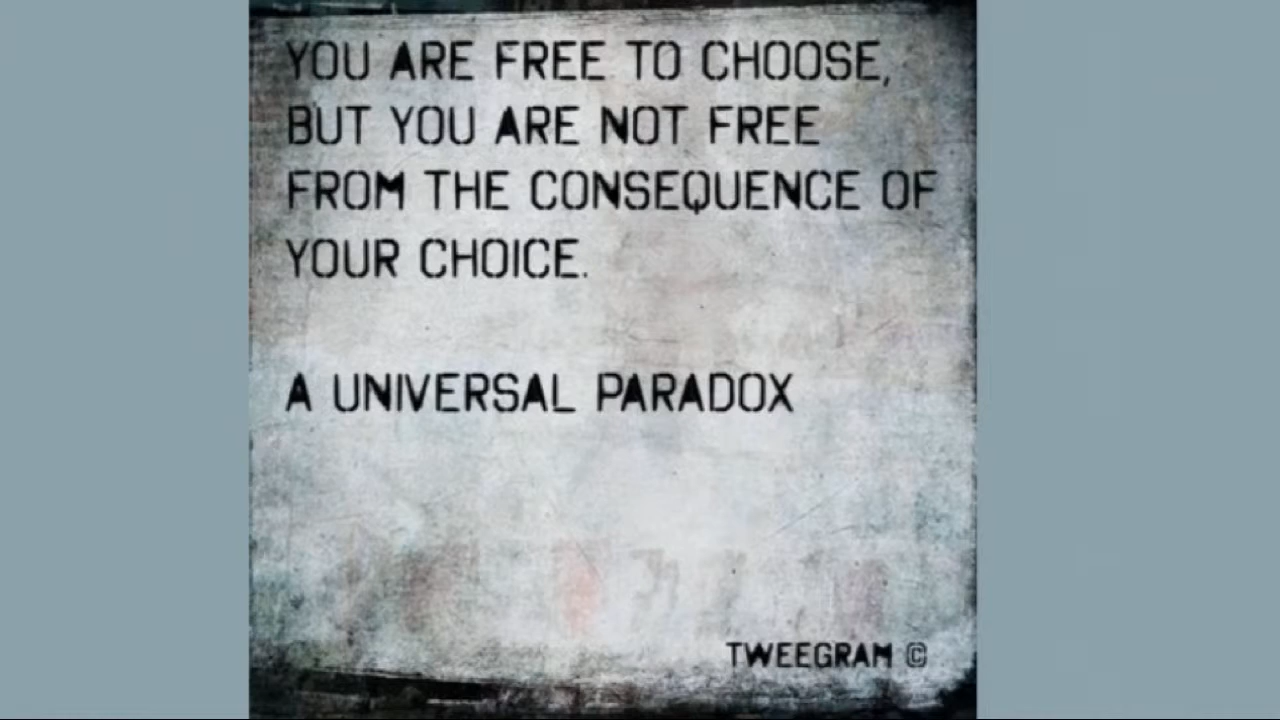 YOU ARE FREE TO CHOOSE,
BUT YOU ARE NOT FREE
FROM THE CONSEQUENCE OF
YOUR CHOICE.
A UNIVERSAL PARADOX
TWEEGRAM ©